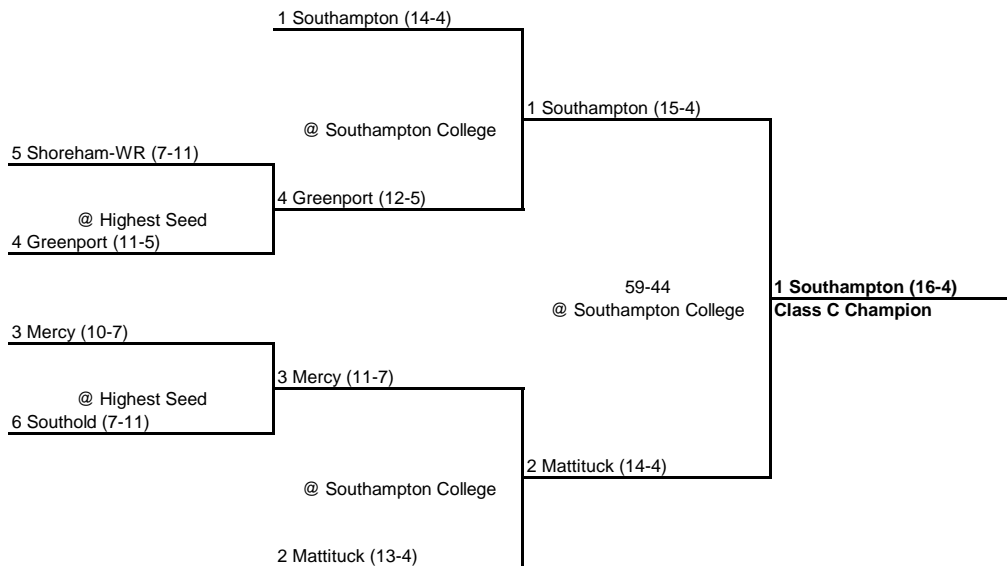 1 Southampton (14-4)
@ Southampton College
1 Southampton (15-4)
5 Shoreham-WR (7-11)
@ Highest Seed
4 Greenport (12-5)
4 Greenport (11-5)
59-44
@ Southampton College
1 Southampton (16-4)
Class C Champion
3 Mercy (10-7)
@ Highest Seed
3 Mercy (11-7)
6 Southold (7-11)
@ Southampton College
2 Mattituck (14-4)
2 Mattituck (13-4)